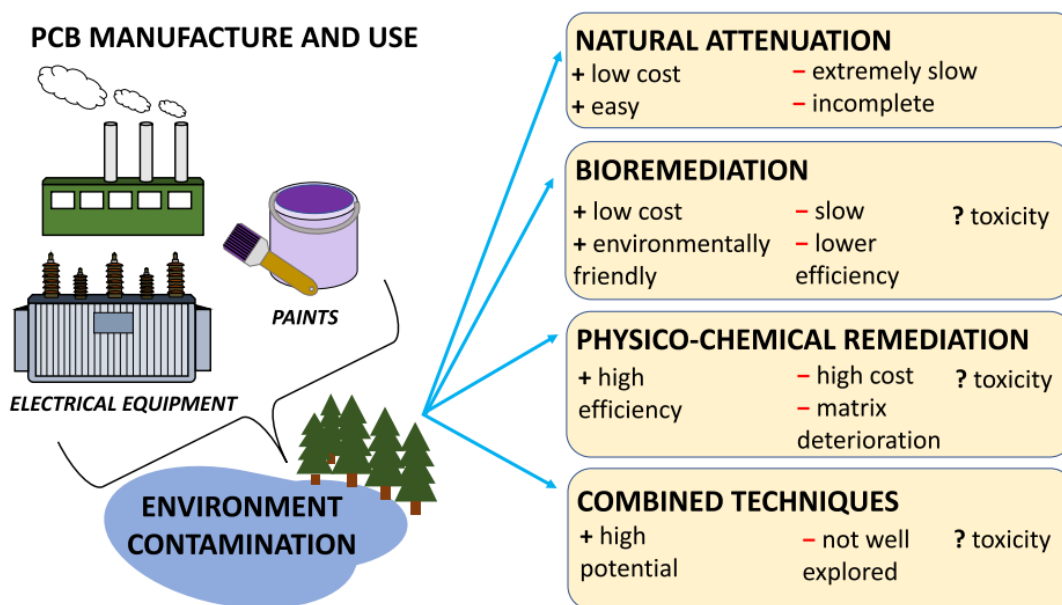 PCB MANUFACTURE AND USE
PAINTS
ELECTRICAL EQUIPMENT
ENVIRONMENT
CONTAMINATION
NATURAL ATTENUATION
+ low cost
+ easy
– extremely slow
– incomplete
BIOREMEDIATION
+ low cost
+ environmentally
friendly
– slow
– lower
efficiency
? toxicity
PHYSICO-CHEMICAL REMEDIATION
+ high
efficiency
– high cost
– matrix
deterioration
? toxicity
COMBINED TECHNIQUES
+ high
potential
– not well
explored
? toxicity